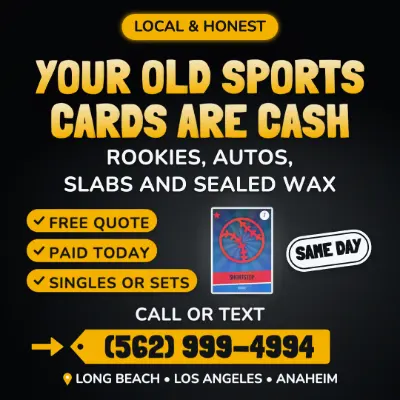 LOCAL & HONEST
YOUR OLD SPORTS
CARDS ARE CASH
ROOKIES, AUTOS,
SLABS AND SEALED WAX
FREE QUOTE
PAID TODAY
SINGLES OR SETS
SAME DAY
CALL OR TEXT
(562) 999-4994
LONG BEACH • LOS ANGELES • ANAHEIM